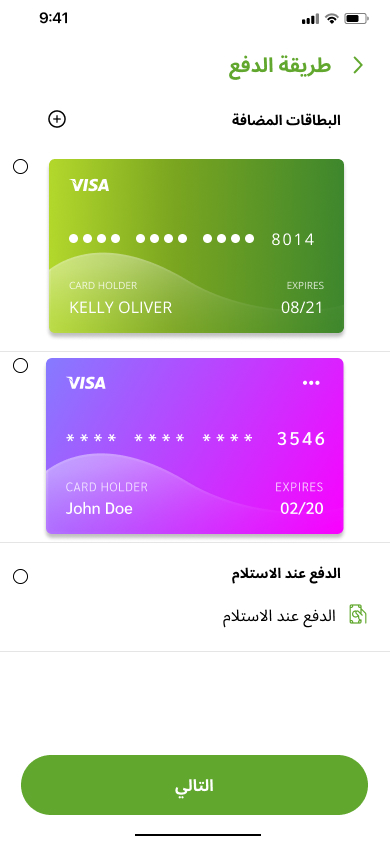 9:41
طريقة الدفع
البطاقات المضافة
VISA
●●●● ●●●● ●●●● 8014
CARD HOLDER EXPIRES
KELLY OLIVER 08/21
VISA •••
**** **** **** 3546
CARD HOLDER EXPIRES
John Doe 02/20
الدفع عند الاستلام
الدفع عند الاستلام
التالي